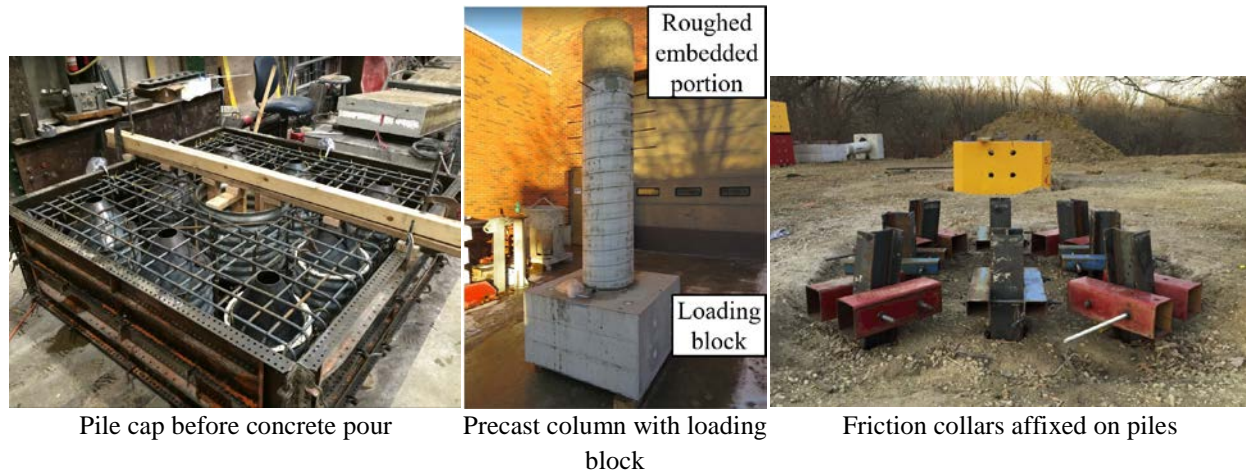 Roughed
embedded
portion
Loading
block
Pile cap before concrete pour
Precast column with loading
block
Friction collars affixed on piles